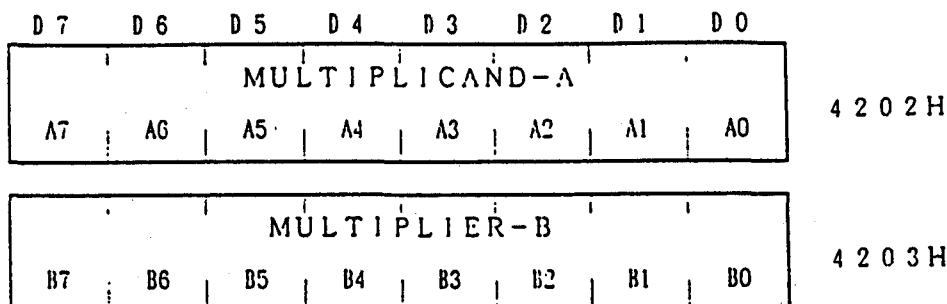 D7 D6 D5 D4 D3 D2 D1 D0
MULTIPLICAND-A
A7 A6 A5 A4 A3 A2 A1 A0
4202H
MULTIPLIER-B
B7 B6 B5 B4 B3 B2 B1 B0
4203H